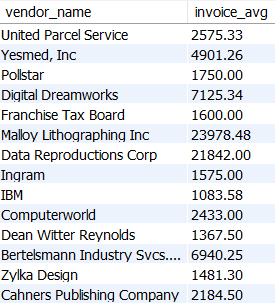 vendor_name invoice_avg
United Parcel Service 2575.33
Yesmed, Inc 4901.26
Pollstar 1750.00
Digital Dreamworks 7125.34
Franchise Tax Board 1600.00
Malloy Lithographing Inc 23978.48
Data Reproductions Corp 21842.00
Ingram 1575.00
IBM 1083.58
Computerworld 2433.00
Dean Witter Reynolds 1367.50
Bertelsmann Industry Svcs.... 6940.25
Zylka Design 1481.30
Cahners Publishing Company 2184.50